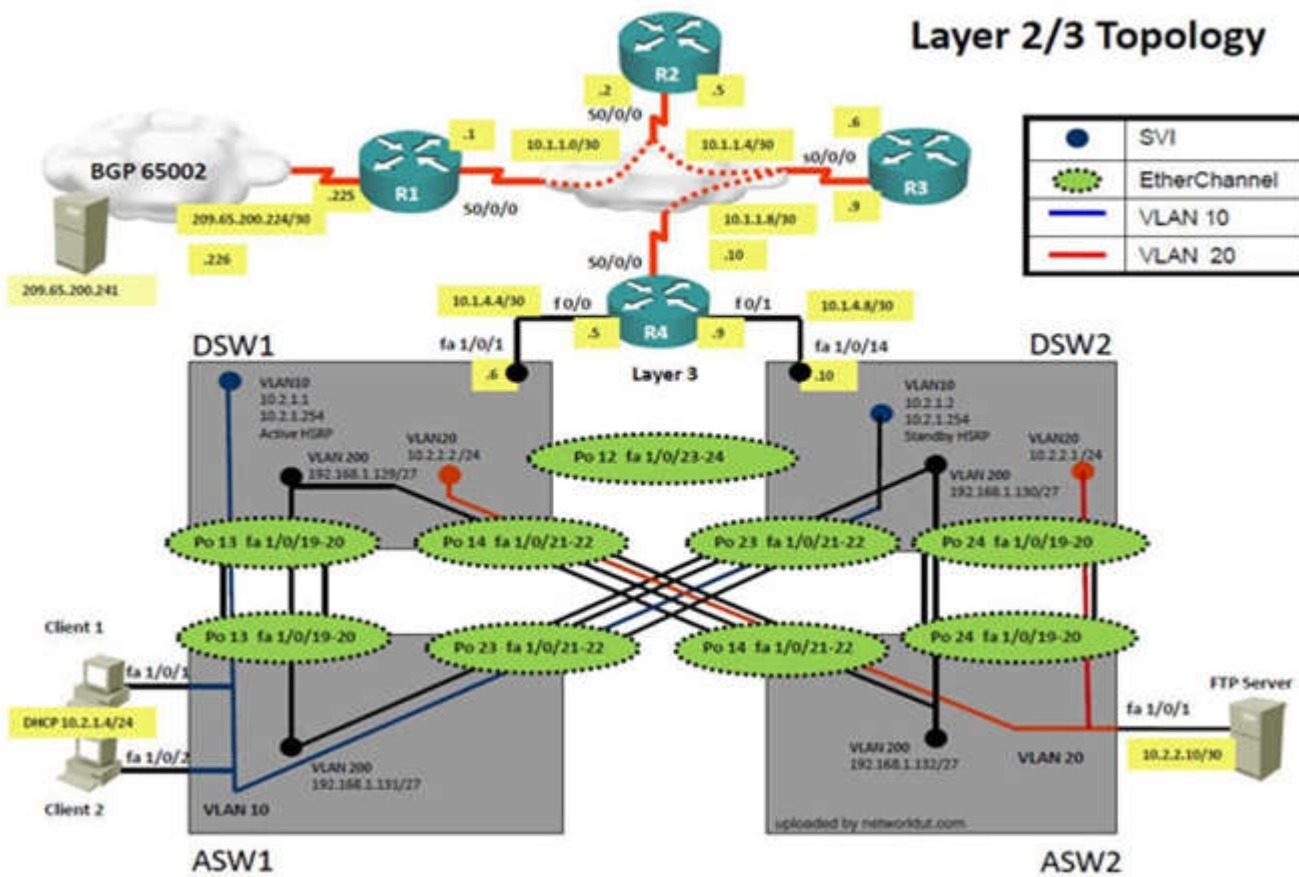 Layer 2/3 Topology
R2
.2
.5
S0/0/0
SVI
EtherChannel
VLAN 10
VLAN 20
BGP 65002
.1
R1
.225
S0/0/0
10.1.1.0/30
10.1.1.4/30
.6
s0/0/0
R3
.9
209.65.200.224/30
.226
209.65.200.241
10.1.1.8/30
.10
S0/0/0
10.1.4.4/30
f 0/0
R4
f 0/1
10.1.4.8/30
.5
.9
DSW1
fa 1/0/1
.6
Layer 3
fa 1/0/14
.10
DSW2
VLAN10
10.2.1.1
10.2.1.254
Active HSRP
VLAN 200
192.168.1.129/27
VLAN20
10.2.2.2 /24
Po 12 fa 1/0/23-24
VLAN10
10.2.1.2
10.2.1.254
Standby HSRP
VLAN 200
192.168.1.130/27
VLAN20
10.2.2.1 /24
Po 13 fa 1/0/19-20
Po 14 fa 1/0/21-22
Po 23 fa 1/0/21-22
Po 24 fa 1/0/19-20
Po 13 fa 1/0/19-20
Po 23 fa 1/0/21-22
Po 14 fa 1/0/21-22
Po 24 fa 1/0/19-20
Client 1
fa 1/0/1
DHCP 10.2.1.4/24
fa 1/0/2
Client 2
VLAN 200
192.168.1.131/27
VLAN 10
VLAN 200
192.168.1.132/27
VLAN 20
FTP Server
fa 1/0/1
10.2.2.10/30
uploaded by networktut.com
ASW1
ASW2